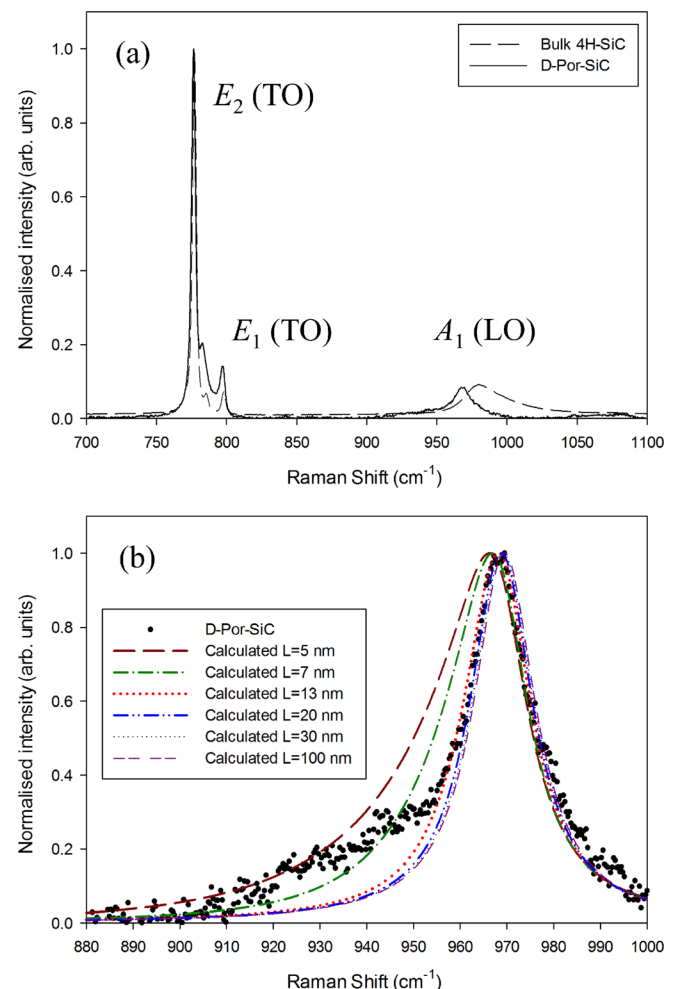 (a)
Bulk 4H-SiC
D-Por-SiC
E2 (TO)
E1 (TO)
A1 (LO)
Normalised intensity (arb. units)
1.0
0.8
0.6
0.4
0.2
0.0
700 750 800 850 900 950 1000 1050 1100
Raman Shift (cm-1)
(b)
D-Por-SiC
Calculated L=5 nm
Calculated L=7 nm
Calculated L=13 nm
Calculated L=20 nm
Calculated L=30 nm
Calculated L=100 nm
Normalised intensity (arb. units)
1.0
0.8
0.6
0.4
0.2
0.0
880 890 900 910 920 930 940 950 960 970 980 990 1000
Raman Shift (cm-1)